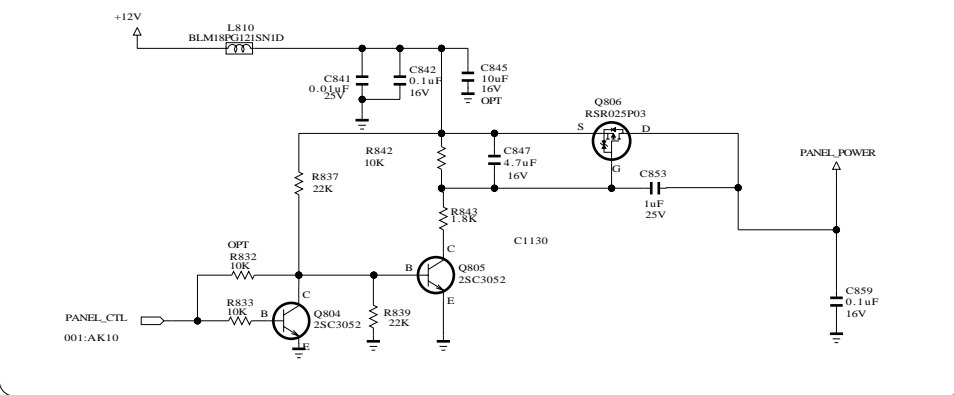 +12V
L810
BLM18PG121SN1D
C841
0.01uF
25V
C842
0.1uF
16V
C845
10uF
16V
OPT
Q806
RSR025P03
S
D
G
R842
10K
C847
4.7uF
16V
PANEL_POWER
R837
22K
C853
1uF
25V
R843
1.8K
C1130
OPT
R832
10K
C
B
Q805
2SC3052
E
C859
0.1uF
16V
R833
10K
B
C
Q804
2SC3052
E
R839
22K
PANEL_CTL
001:AK10